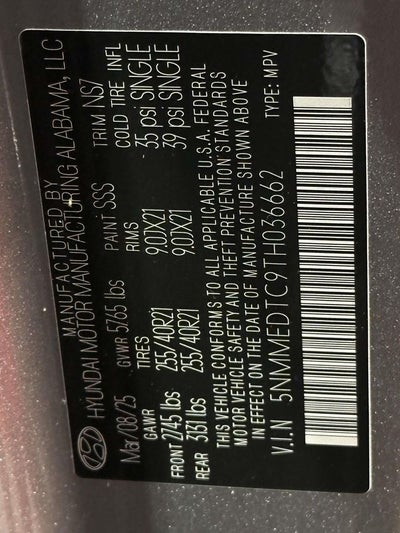 MANUFACTURED BY
HYUNDAI MOTOR MANUFACTURING ALABAMA, LLC
Mar/08/25 GVWR 5765 lbs PAINT SSS TRIM NS7
GAWR TIRES RIMS COLD TIRE INFL
FRONT 2745 lbs 255/40R21 9.0JX21 35 psi SINGLE
REAR 3131 lbs 255/40R21 9.0JX21 39 psi SINGLE
THIS VEHICLE CONFORMS TO ALL APPLICABLE U.S.A. FEDERAL
MOTOR VEHICLE SAFETY AND THEFT PREVENTION STANDARDS
IN EFFECT ON THE DATE OF MANUFACTURE SHOWN ABOVE
V.I.N 5NMMEDTC9TH036662 TYPE: MPV